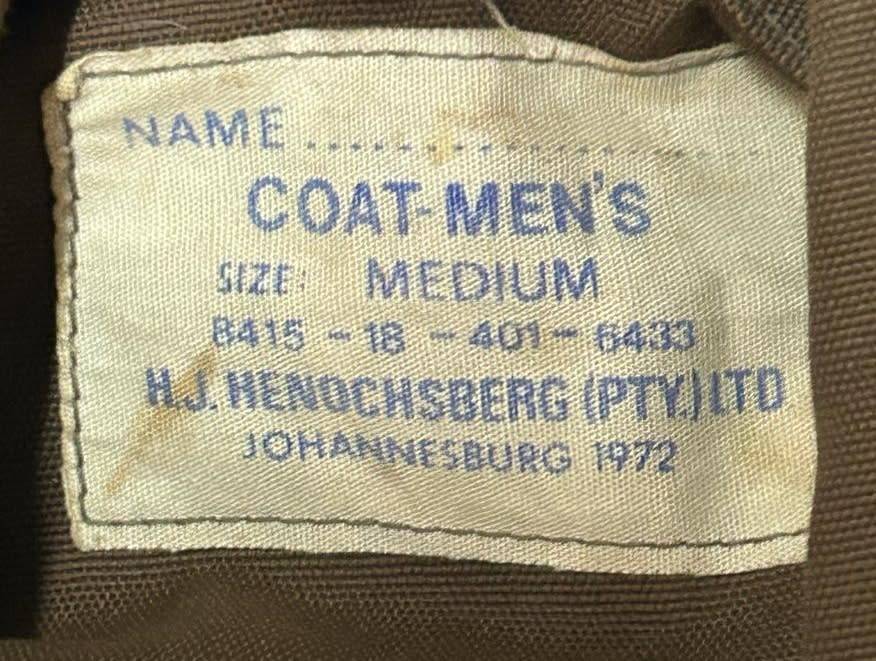 NAME ....................
COAT-MEN'S
SIZE: MEDIUM
8415 - 18 - 401 - 6433
H.J. HENOCHSBERG (PTY.) LTD
JOHANNESBURG 1972